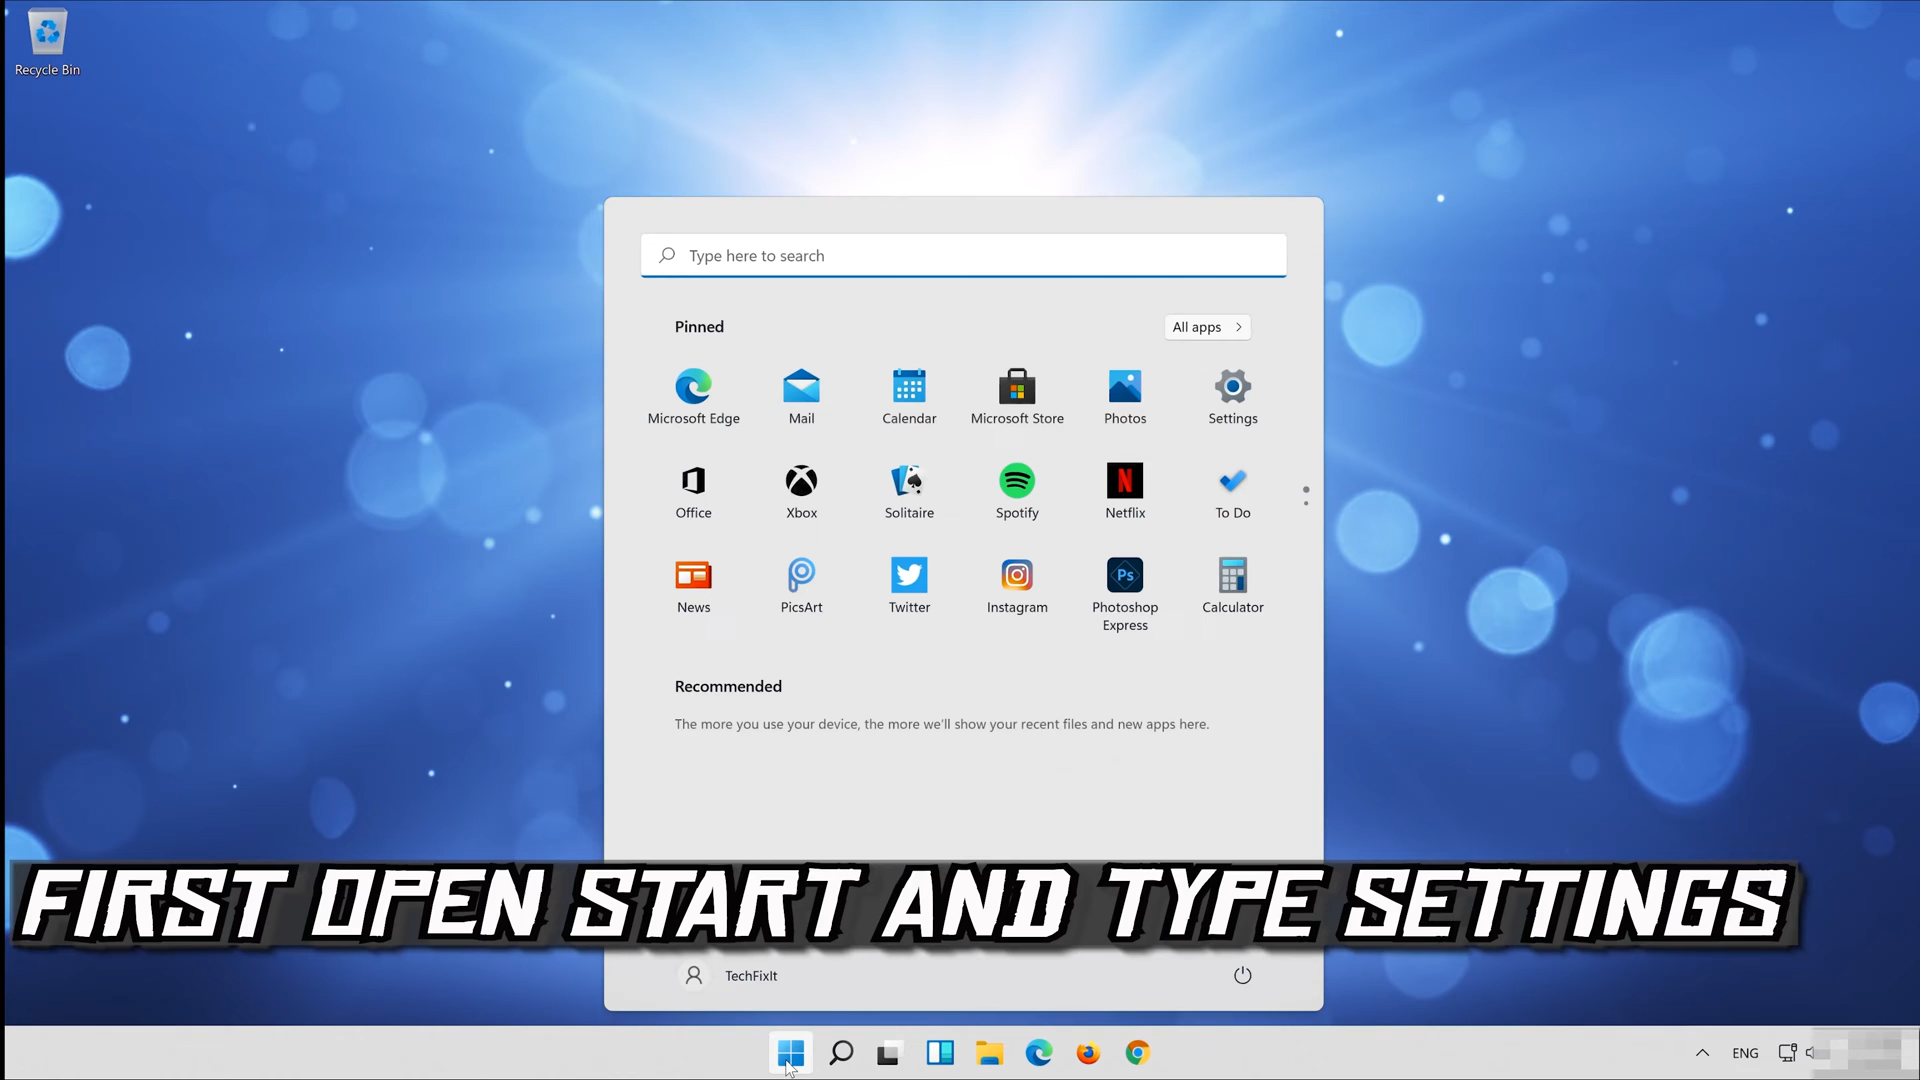 Recycle Bin
Type here to search
Pinned
All apps
Microsoft Edge
Mail
Calendar
Microsoft Store
Photos
Settings
Office
Xbox
Solitaire
Spotify
Netflix
To Do
News
PicsArt
Twitter
Instagram
Photoshop
Express
Calculator
Recommended
The more you use your device, the more we'll show your recent files and new apps here.
FIRST OPEN START AND TYPE SETTINGS
TechFixIt
ENG